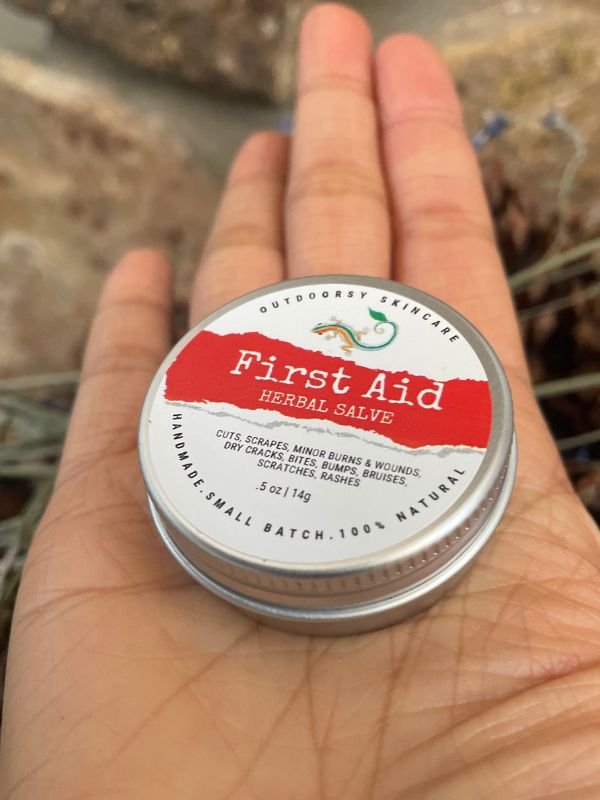 OUTDOORSY SKINCARE
First Aid
HERBAL SALVE
CUTS, SCRAPES, MINOR BURNS & WOUNDS,
DRY CRACKS, BITES, BUMPS, BRUISES,
SCRATCHES, RASHES
.5 oz | 14g
HANDMADE.SMALL BATCH.100% NATURAL